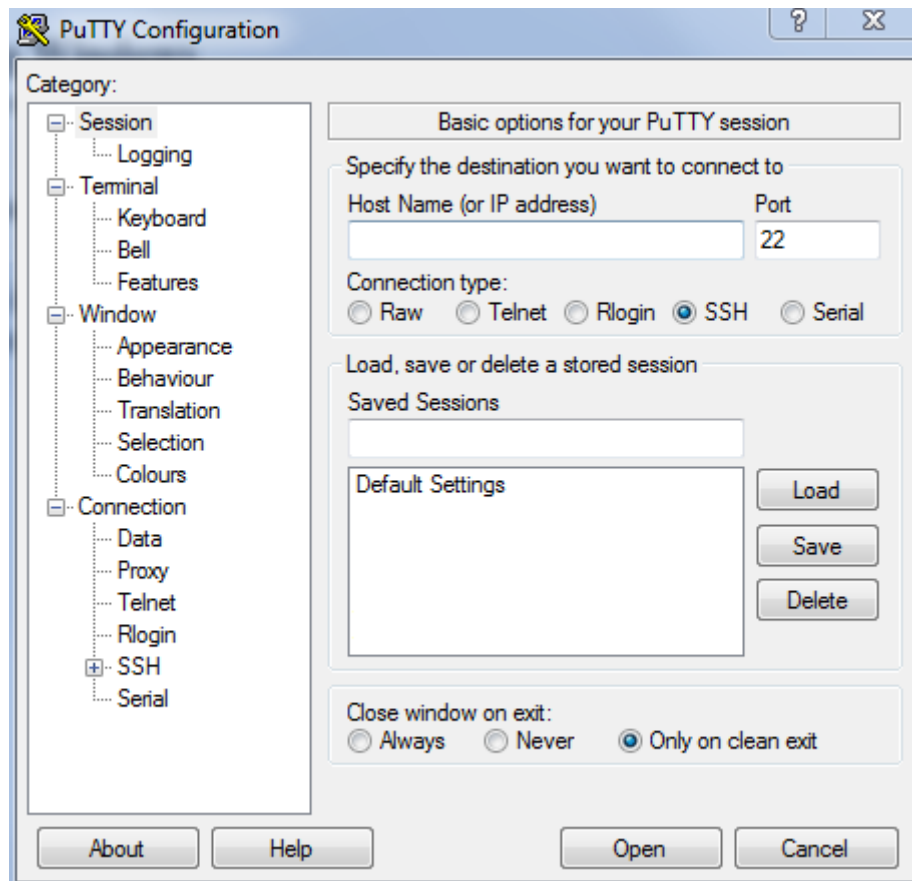 PuTTY Configuration
?
Category:
Session
Logging
Terminal
Keyboard
Bell
Features
Window
Appearance
Behaviour
Translation
Selection
Colours
Connection
Data
Proxy
Telnet
Rlogin
SSH
Serial
Basic options for your PuTTY session
Specify the destination you want to connect to
Host Name (or IP address) Port
22
Connection type:
Raw Telnet Rlogin SSH Serial
Load, save or delete a stored session
Saved Sessions
Default Settings
Load
Save
Delete
Close window on exit:
Always Never Only on clean exit
About Help Open Cancel